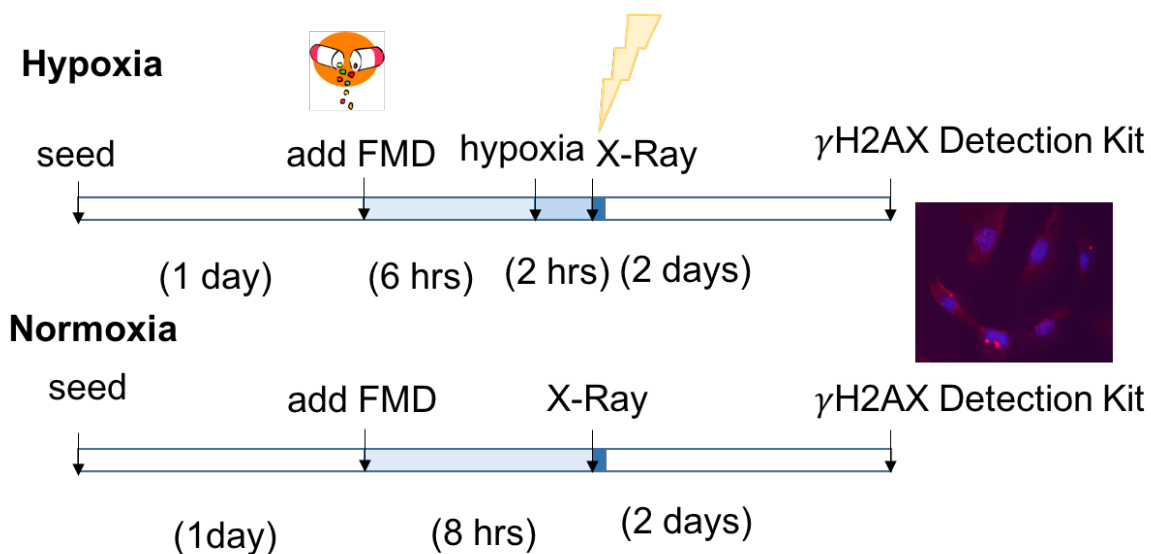 Hypoxia
seed
add FMD
hypoxia
X-Ray
γH2AX Detection Kit
(1 day)
(6 hrs)
(2 hrs)
(2 days)
Normoxia
seed
add FMD
X-Ray
γH2AX Detection Kit
(1day)
(8 hrs)
(2 days)